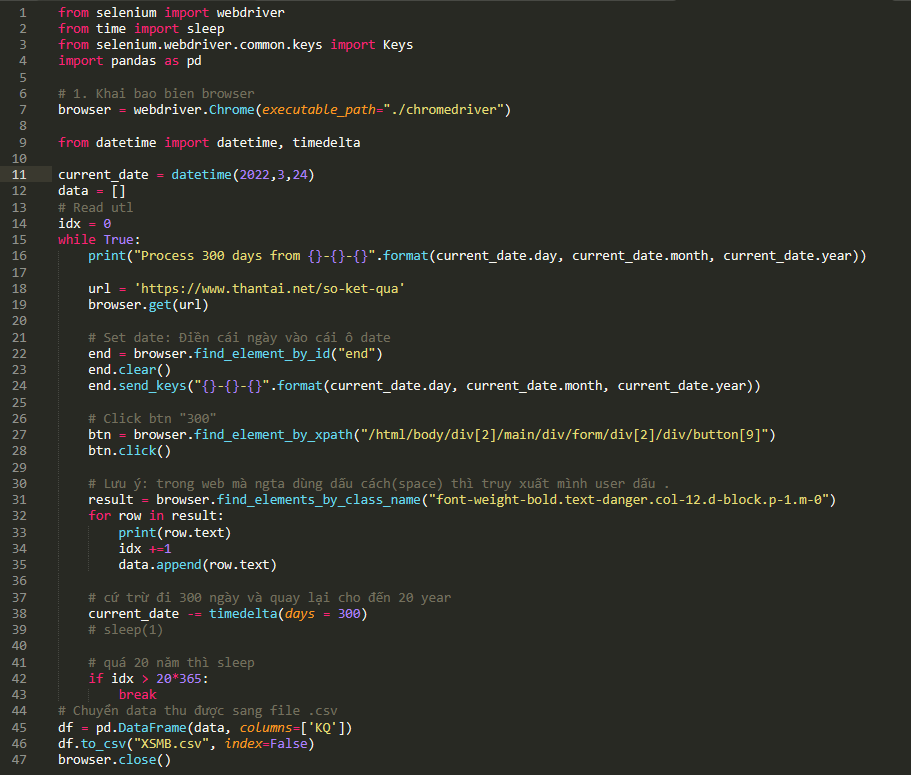 1 from selenium import webdriver
2 from time import sleep
3 from selenium.webdriver.common.keys import Keys
4 import pandas as pd
5
6 # 1. Khai bao bien browser
7 browser = webdriver.Chrome(executable_path="./chromedriver")
8
9 from datetime import datetime, timedelta
10
11 current_date = datetime(2022,3,24)
12 data = []
13 # Read utl
14 idx = 0
15 while True:
16     print("Process 300 days from {}-{}-{}".format(current_date.day, current_date.month, current_date.year))
17
18     url = 'https://www.thantai.net/so-ket-qua'
19     browser.get(url)
20
21     # Set date: Điền cái ngày vào cái ô date
22     end = browser.find_element_by_id("end")
23     end.clear()
24     end.send_keys("{}-{}-{}".format(current_date.day, current_date.month, current_date.year))
25
26     # Click btn "300"
27     btn = browser.find_element_by_xpath("/html/body/div[2]/main/div/form/div[2]/div/button[9]")
28     btn.click()
29
30     # Lưu ý: trong web mà ngta dùng dấu cách(space) thì truy xuất mình user dấu .
31     result = browser.find_elements_by_class_name("font-weight-bold.text-danger.col-12.d-block.p-1.m-0")
32     for row in result:
33         print(row.text)
34         idx +=1
35         data.append(row.text)
36
37     # cứ trừ đi 300 ngày và quay lại cho đến 20 year
38     current_date -= timedelta(days = 300)
39     # sleep(1)
40
41     # quá 20 năm thì sleep
42     if idx > 20*365:
43         break
44 # Chuyển data thu được sang file .csv
45 df = pd.DataFrame(data, columns=['KQ'])
46 df.to_csv("XSMB.csv", index=False)
47 browser.close()